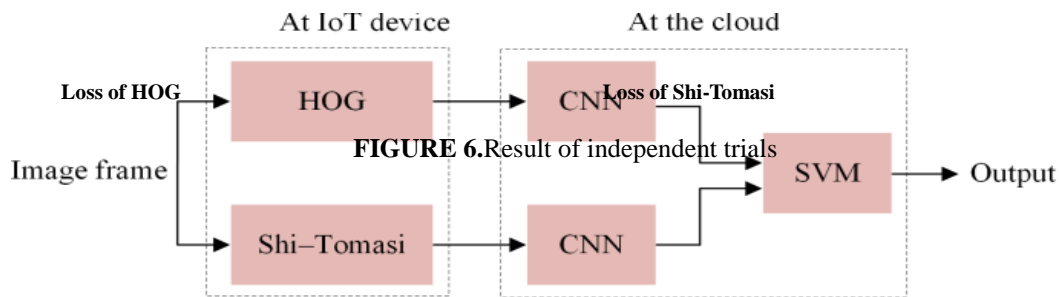 At IoT device
At the cloud
Loss of HOG
HOG
CNN
Loss of Shi-Tomasi
FIGURE 6.Result of independent trials
Image frame
SVM
Output
Shi–Tomasi
CNN